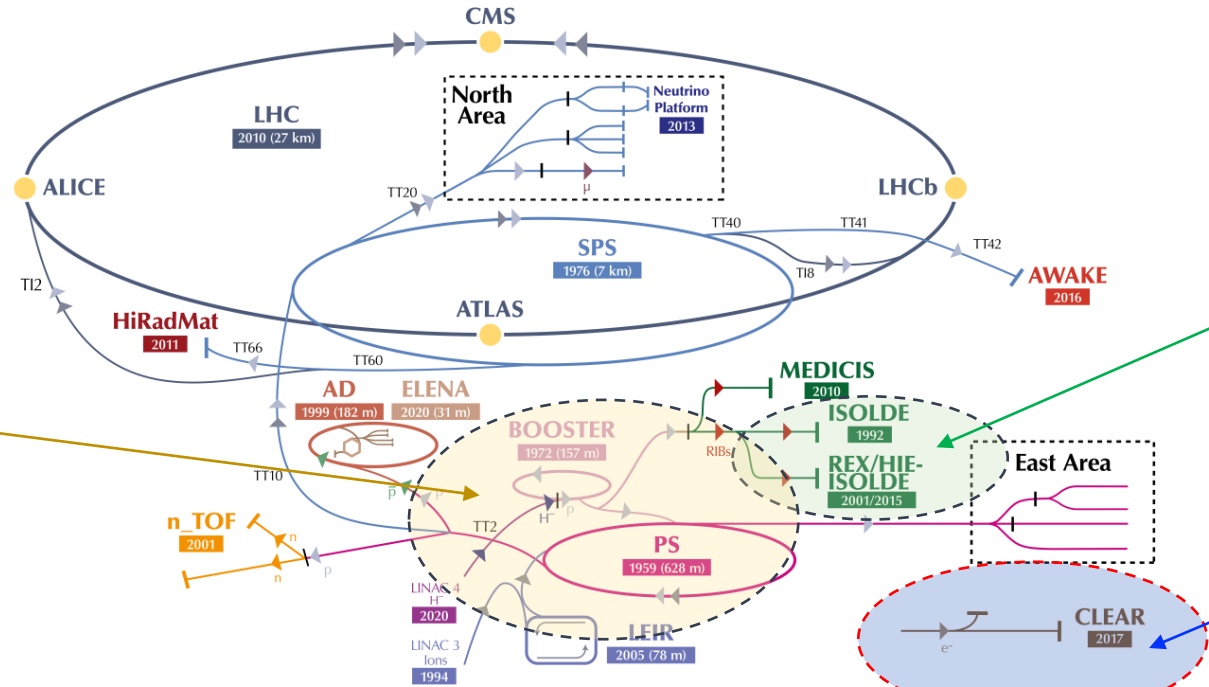 CMS
North
Area
Neutrino
Platform
2013
LHC
2010 (27 km)
μ
ALICE
LHCb
TT20
TT40
TT41
TT42
SPS
1976 (7 km)
TI8
TI2
AWAKE
2016
ATLAS
HiRadMat
2011
TT66
TT60
MEDICIS
2010
AD
1999 (182 m)
ELENA
2020 (31 m)
ISOLDE
1992
BOOSTER
1972 (157 m)
RIBs
REX/HIE-
ISOLDE
2001/2015
East Area
TT10
p̄
p
H⁻
p
TT2
n_TOF
2001
n
n
p
PS
1959 (628 m)
LINAC 4
H⁻
2020
LINAC 3
Ions
1994
LEIR
2005 (78 m)
CLEAR
2017
e⁻